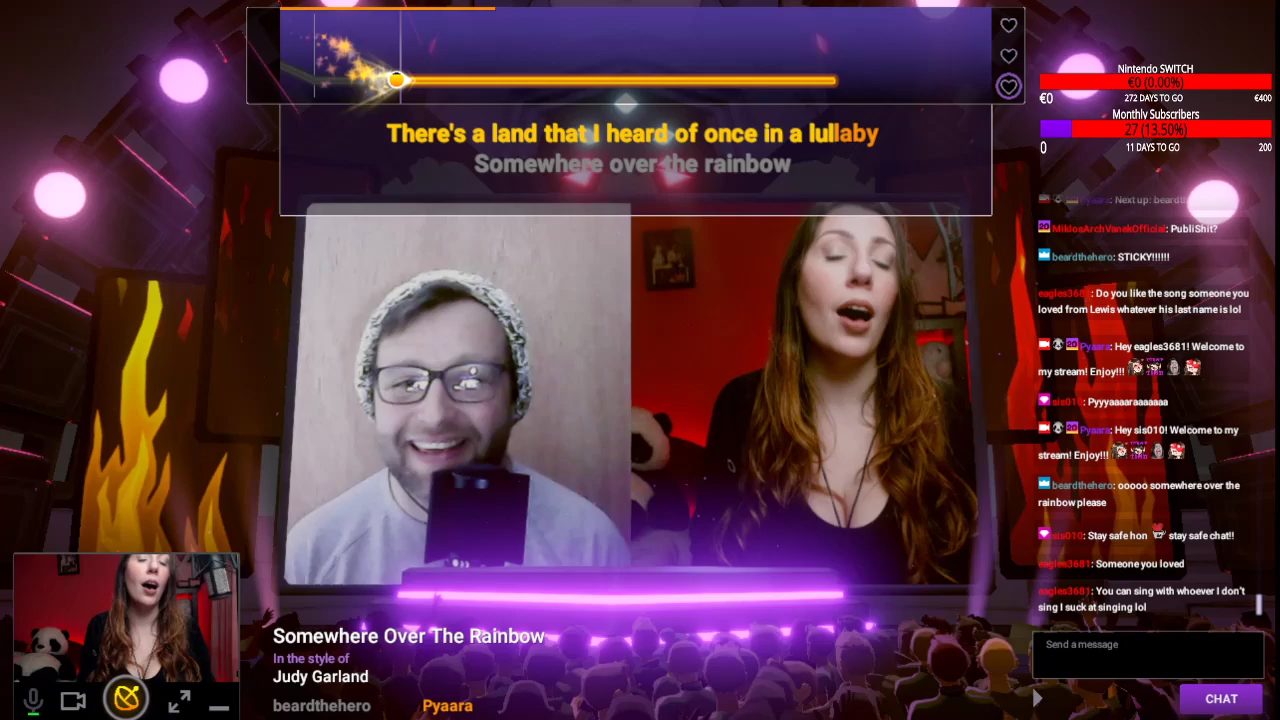 There's a land that I heard of once in a lullaby
Somewhere over the rainbow
Nintendo SWITCH
€0 (0.00%)
€0 272 DAYS TO GO €400
Monthly Subscribers
27 (13.50%)
0 11 DAYS TO GO 200
Pyaara: Next up:
MiklosArchVanekOfficial: PubliShit?
beardthehero: STICKY!!!!!!
eagles3681: Do you like the song someone you
loved from Lewis whatever his last name is lol
Pyaara: Hey eagles3681! Welcome to
my stream! Enjoy!!!
sis010: Pyyyaaaaraaaaaaa
Pyaara: Hey sis010! Welcome to my
stream! Enjoy!!!
beardthehero: ooooo somewhere over the
rainbow please
sis010: Stay safe hon stay safe chat!!
eagles3681: Someone you loved
eagles3681: You can sing with whoever I don't
sing I suck at singing lol
Send a message
CHAT
Somewhere Over The Rainbow
In the style of
Judy Garland
beardthehero Pyaara